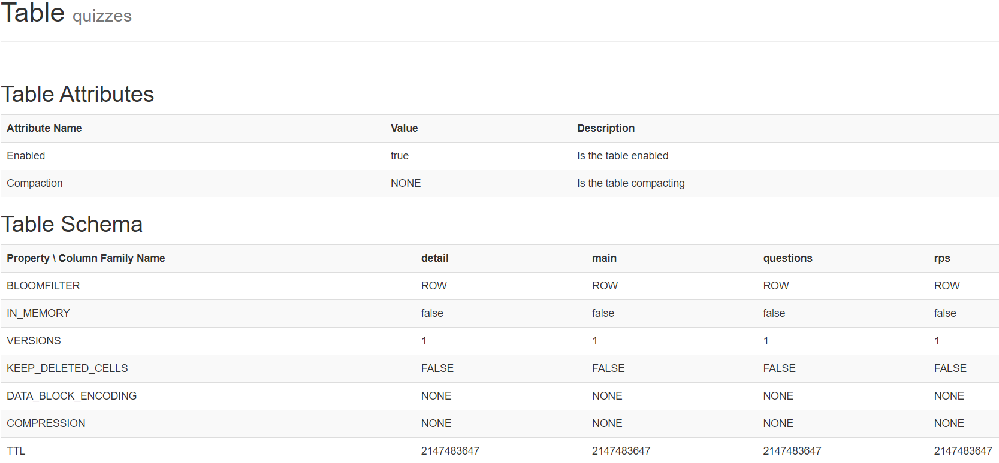 Table quizzes
Table Attributes
Attribute Name Value Description
Enabled true Is the table enabled
Compaction NONE Is the table compacting
Table Schema
Property \ Column Family Name detail main questions rps
BLOOMFILTER ROW ROW ROW ROW
IN_MEMORY false false false false
VERSIONS 1 1 1 1
KEEP_DELETED_CELLS FALSE FALSE FALSE FALSE
DATA_BLOCK_ENCODING NONE NONE NONE NONE
COMPRESSION NONE NONE NONE NONE
TTL 2147483647 2147483647 2147483647 2147483647